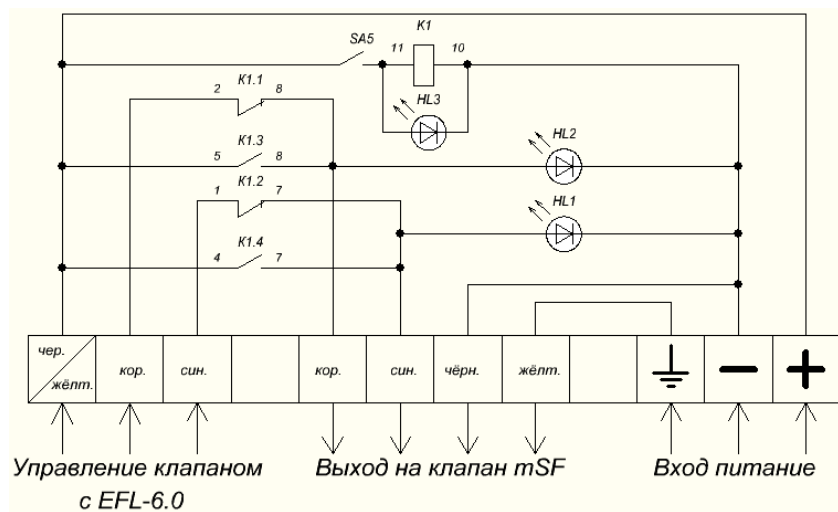 K1
SA5
11
10
K1.1
2
8
HL3
K1.3
5
8
HL2
K1.2
1
7
HL1
K1.4
4
7
чер.
жёлт.
кор.
син.
кор.
син.
чёрн.
жёлт.
− +
Управление клапаном
с EFL-6.0
Выход на клапан mSF
Вход питание